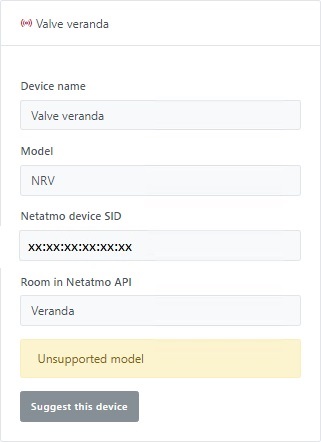 Valve veranda
Device name
Valve veranda
Model
NRV
Netatmo device SID
xx:xx:xx:xx:xx:xx
Room in Netatmo API
Veranda
Unsupported model
Suggest this device